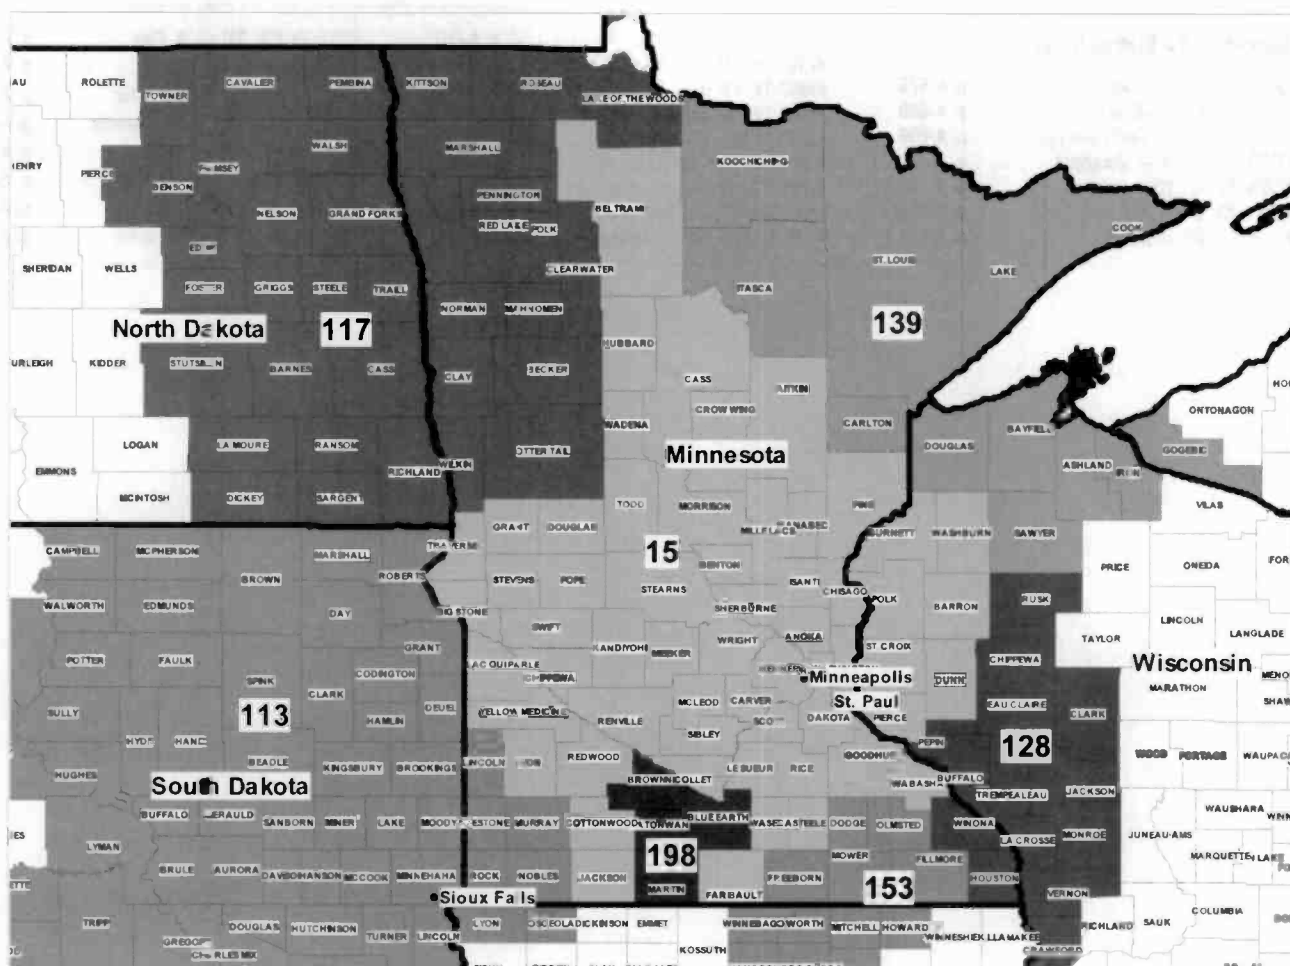 ROLETTE
CAVALIER
PEMBINA
KITTSON
ROSEAU
TOWNER
LAKE OF THE WOODS
WALSH
MARSHALL
KOOCHICHING
PIERCE
BENSON
PENNINGTON
NELSON
GRAND FORKS
BELTRAMI
RED LAKE
POLK
COOK
SHERIDAN
WELLS
CLEARWATER
ST. LOUIS
LAKE
FOSTER
GRIGGS
STEELE
TRAILL
ITASCA
NORMAN
MAHNOMEN
North Dakota
117
139
HUBBARD
KIDDER
STUTSMAN
BARNES
CASS
CLAY
BECKER
CASS
AITKIN
CROW WING
ONTONAGON
WADENA
CARLTON
BAYFIELD
LOGAN
LA MOURE
RANSOM
DOUGLAS
GOGEBIC
OTTER TAIL
Minnesota
EMMONS
RICHLAND
WILKIN
ASHLAND
IRON
MCINTOSH
DICKEY
SARGENT
TODD
MORRISON
PINE
VILAS
GRANT
DOUGLAS
MILLE LACS
KANABEC
BURNETT
WASHBURN
SAWYER
CAMPBELL
MCPHERSON
MARSHALL
TRAVERSE
15
BENTON
PRICE
ONEIDA
BROWN
ROBERTS
STEVENS
POPE
STEARNS
ISANTI
CHISAGO
POLK
BARRON
RUSK
WALWORTH
EDMUNDS
DAY
BIG STONE
SHERBURNE
LINCOLN
SWIFT
WRIGHT
ANOKA
TAYLOR
LANGLADE
GRANT
KANDIYOHI
MEEKER
ST. CROIX
POTTER
FAULK
LAC QUI PARLE
CHIPPEWA
Wisconsin
CODINGTON
CHIPPEWA
Minneapolis
SPINK
DUNN
MARATHON
CLARK
MCLEOD
CARVER
St. Paul
EAU CLAIRE
SULLY
113
HAMLIN
DEUEL
YELLOW MEDICINE
RENVILLE
DAKOTA
PIERCE
CLARK
HYDE
HAND
SIBLEY
PEPIN
128
BEADLE
KINGSBURY
BROOKINGS
LINCOLN
LYON
REDWOOD
LE SUEUR
RICE
GOODHUE
WOOD
PORTAGE
HUGHES
South Dakota
BROWN
NICOLLET
WABASHA
BUFFALO
TREMPEALEAU
JACKSON
BUFFALO
JERAULD
SANBORN
MINER
LAKE
MURRAY
COTTONWOOD
BLUE EARTH
STEELE
DODGE
OLMSTED
WINONA
WAUSHARA
LA CROSSE
MONROE
JUNEAU
ADAMS
LYMAN
198
MOWER
FILLMORE
MARQUETTE
BRULE
AURORA
MCCOOK
MINNEHAHA
ROCK
NOBLES
JACKSON
FREEBORN
HOUSTON
MARTIN
FARIBAULT
153
Sioux Falls
VERNON
TRIPP
DOUGLAS
HUTCHINSON
TURNER
LINCOLN
LYON
OSCEOLA
DICKINSON
EMMET
WINNEBAGO
WORTH
MITCHELL
HOWARD
WINNESHIEK
ALLAMAKEE
RICHLAND
SAUK
COLUMBIA
KOSSUTH
CRAWFORD
CHARLES MIX